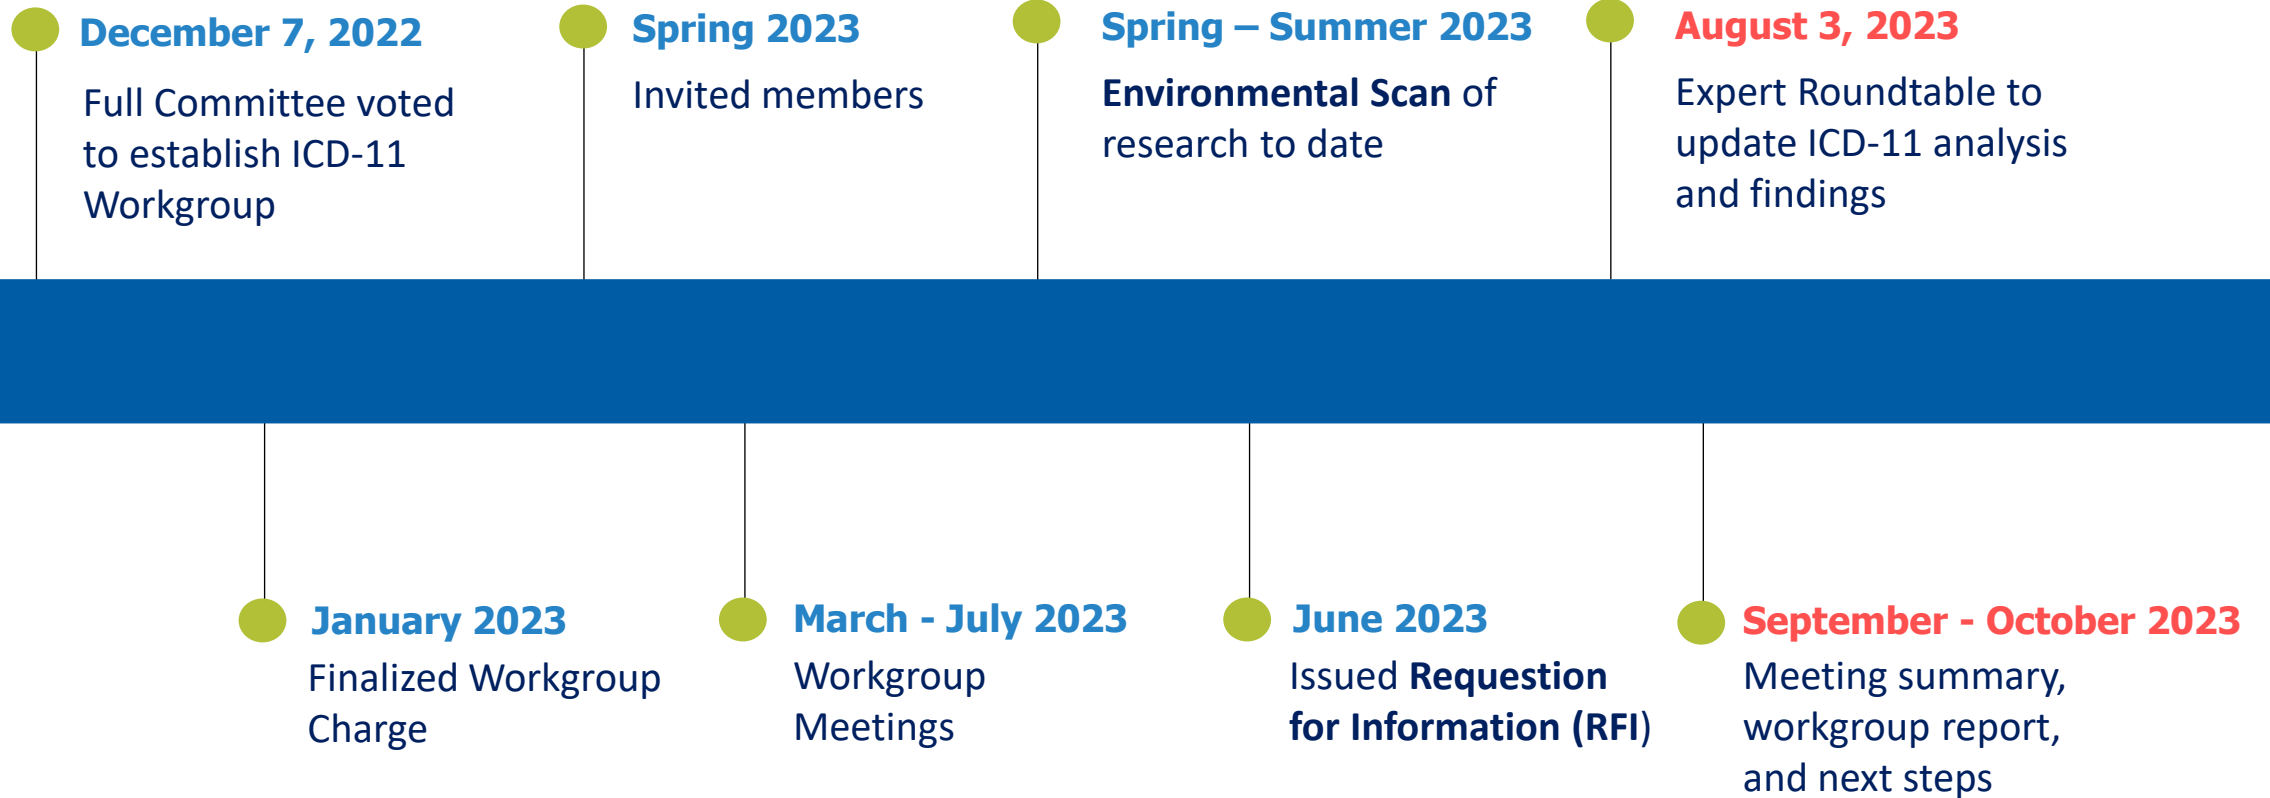 December 7, 2022
Full Committee voted
to establish ICD-11
Workgroup
Spring 2023
Invited members
Spring – Summer 2023
Environmental Scan of
research to date
August 3, 2023
Expert Roundtable to
update ICD-11 analysis
and findings
January 2023
Finalized Workgroup
Charge
March - July 2023
Workgroup
Meetings
June 2023
Issued Requestion
for Information (RFI)
September - October 2023
Meeting summary,
workgroup report,
and next steps